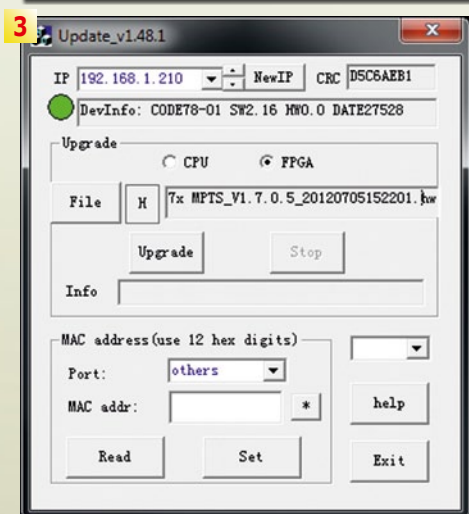 3
Update_v1.48.1
IP 192.168.1.210 NewIP CRC D5C6AEB1
DevInfo: CODE78-01 SW2.16 HW0.0 DATE27528
Upgrade
CPU FPGA
File H 7x MPTS_V1.7.0.5_20120705152201.hw
Upgrade Stop
Info
MAC address(use 12 hex digits)
Port: others
MAC addr: * help
Read Set Exit